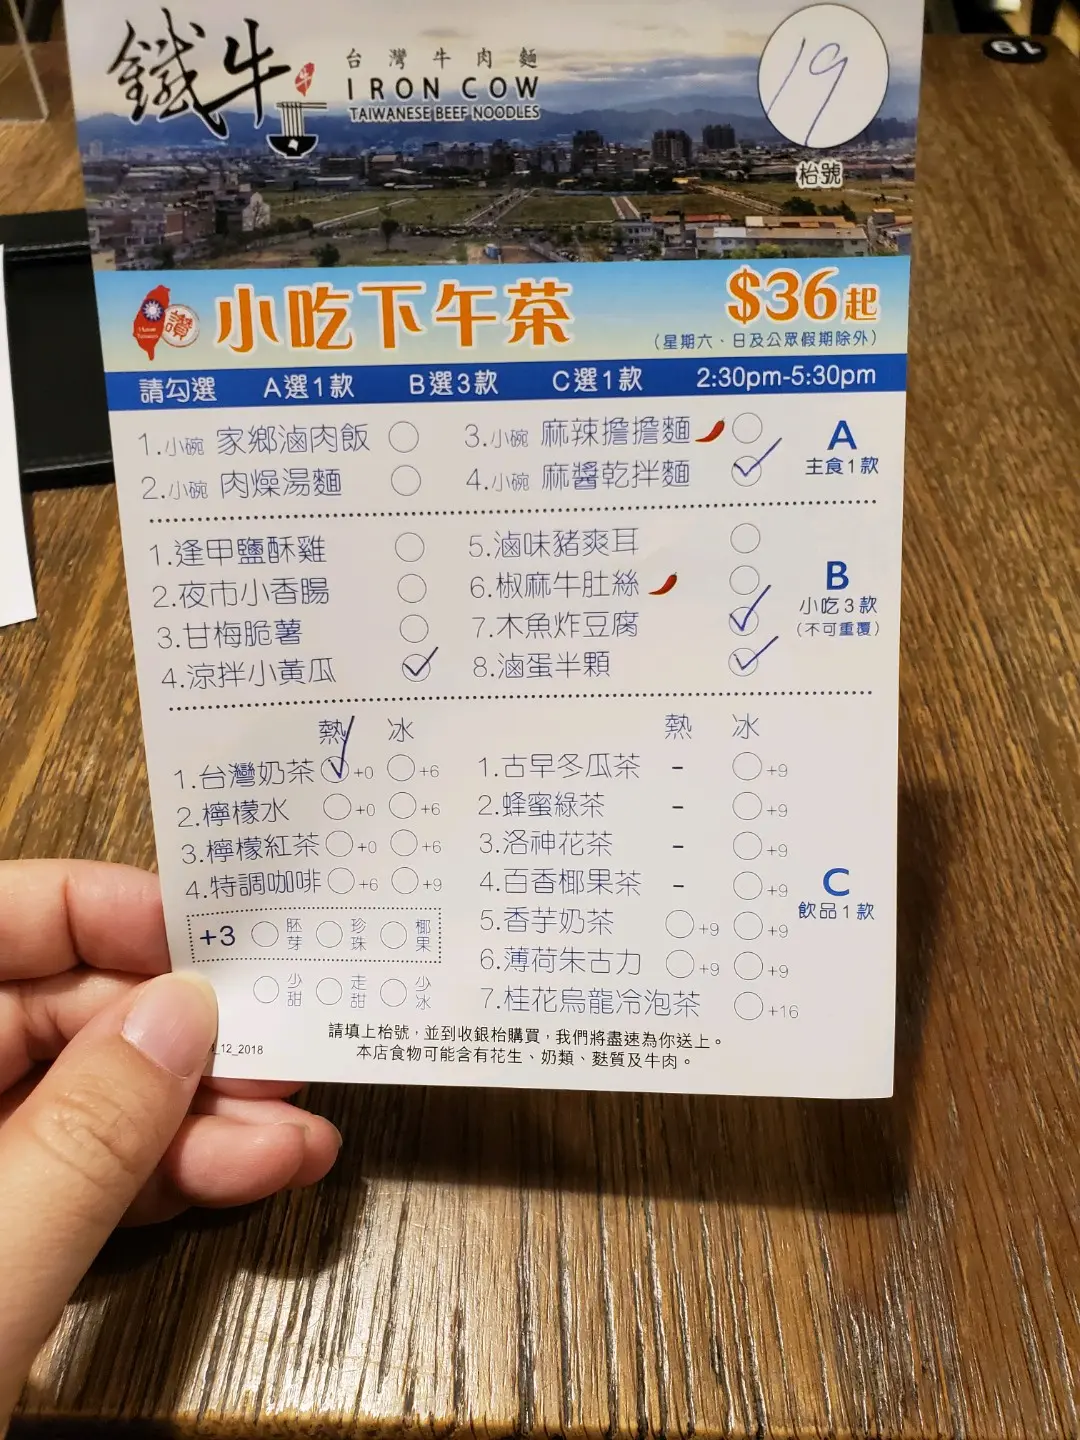 鐵牛
台灣牛肉麵
IRON COW
TAIWANESE BEEF NOODLES
19
枱號
19
讚
小吃下午茶
$36起
(星期六、日及公眾假期除外)
請勾選 A選1款 B選3款 C選1款 2:30pm-5:30pm
1.小碗 家鄉滷肉飯
3.小碗 麻辣擔擔麵
2.小碗 肉燥湯麵
4.小碗 麻醬乾拌麵
A
主食1款
1.逢甲鹽酥雞
5.滷味豬爽耳
2.夜市小香腸
6.椒麻牛肚絲
3.甘梅脆薯
7.木魚炸豆腐
4.涼拌小黃瓜
8.滷蛋半顆
B
小吃3款
(不可重覆)
熱 冰
熱 冰
1.台灣奶茶 +0 +6
1.古早冬瓜茶 - +9
2.檸檬水 +0 +6
2.蜂蜜綠茶 - +9
3.檸檬紅茶 +0 +6
3.洛神花茶 - +9
4.特調咖啡 +6 +9
4.百香椰果茶 - +9
+3 胚芽 珍珠 椰果
5.香芋奶茶 +9 +9
6.薄荷朱古力 +9 +9
少甜 走甜 少冰
7.桂花烏龍冷泡茶 +16
C
飲品1款
請填上枱號，並到收銀枱購買，我們將盡速為你送上。
_12_2018
本店食物可能含有花生、奶類、麩質及牛肉。